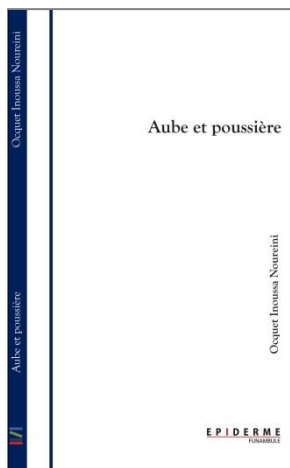 Ocquet Inoussa Noureini
Aube et poussière
Aube et poussière
Ocquet Inoussa Noureini
EPIDERME
FUNAMBULE